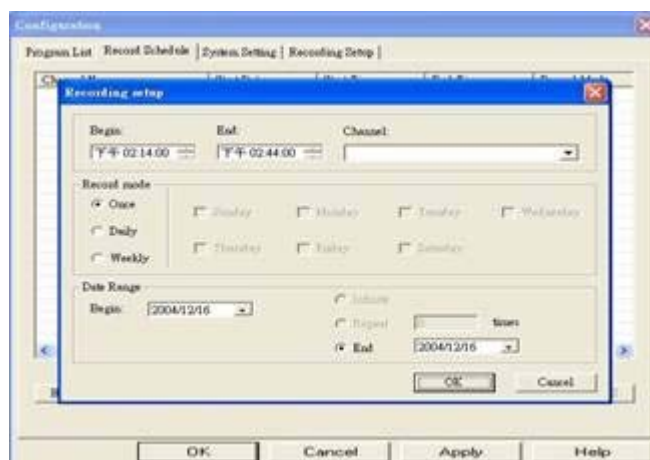 Configuration
Program List Record Schedule System Setting Recording Setup
Recording setup
Begin: End: Channel:
下午 02:14:00 下午 02:44:00
Record mode
Once Sunday Monday Tuesday Wednesday
Daily
Thursday Friday Saturday
Weekly
Date Range
Begin: 2004/12/16 Infinite
Repeat times
End 2004/12/16
OK Cancel
OK Cancel Apply Help